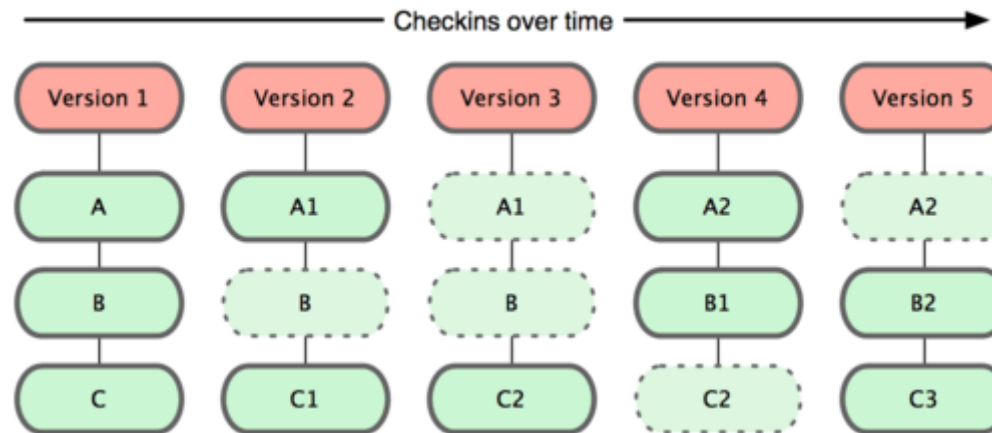 Checkins over time
Version 1 Version 2 Version 3 Version 4 Version 5
A A1 A1 A2 A2
B B B B1 B2
C C1 C2 C2 C3